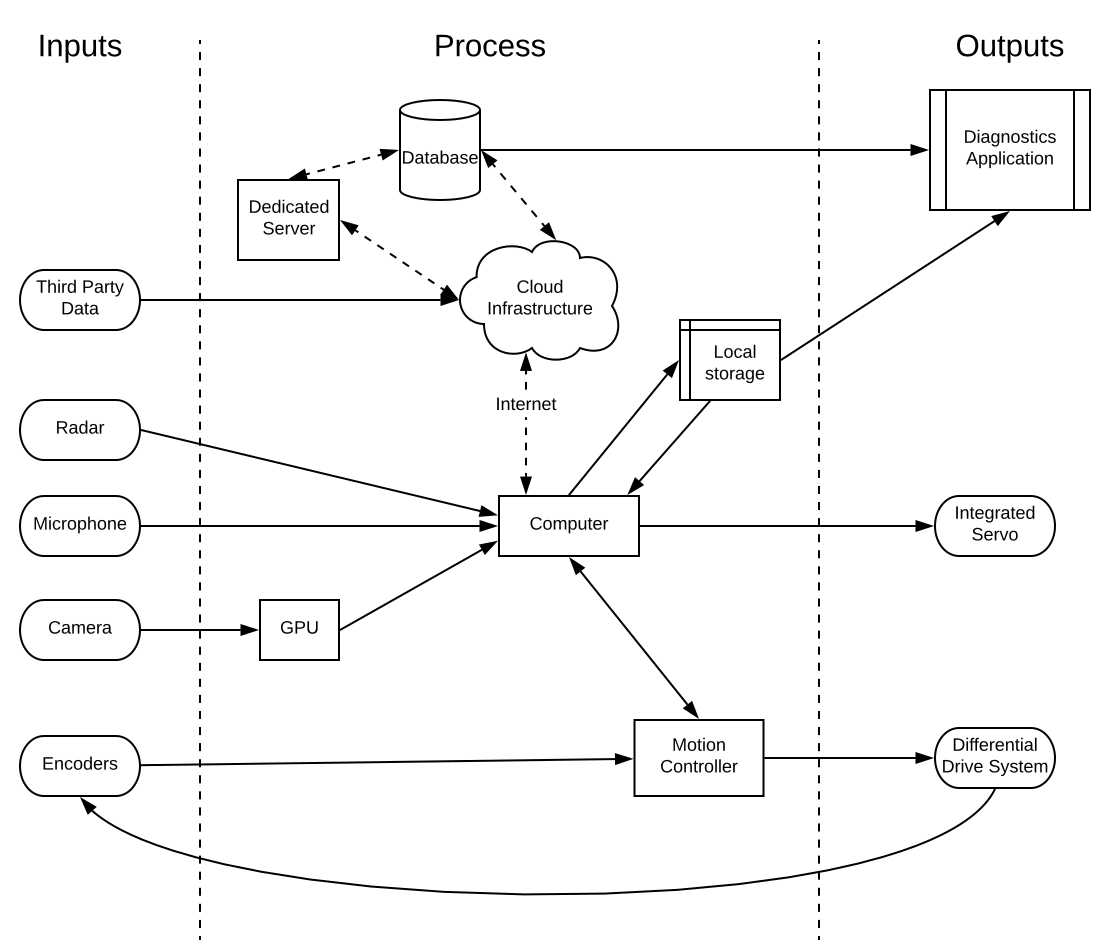 Inputs
Process
Outputs
Database
Diagnostics
Application
Dedicated
Server
Third Party
Data
Cloud
Infrastructure
Local
storage
Internet
Radar
Microphone
Computer
Integrated
Servo
Camera
GPU
Encoders
Motion
Controller
Differential
Drive System